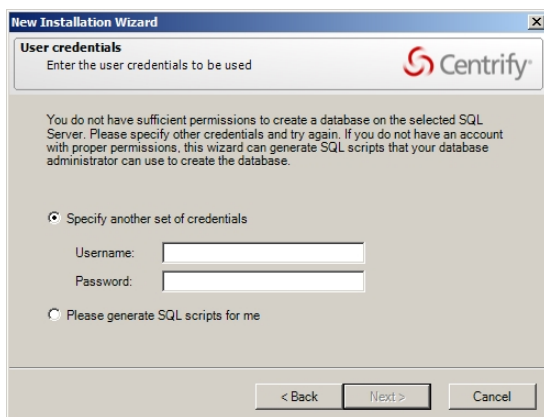 New Installation Wizard
User credentials
Enter the user credentials to be used
Centrify
You do not have sufficient permissions to create a database on the selected SQL
Server. Please specify other credentials and try again. If you do not have an account
with proper permissions, this wizard can generate SQL scripts that your database
administrator can use to create the database.
Specify another set of credentials
Username:
Password:
Please generate SQL scripts for me
< Back
Next >
Cancel